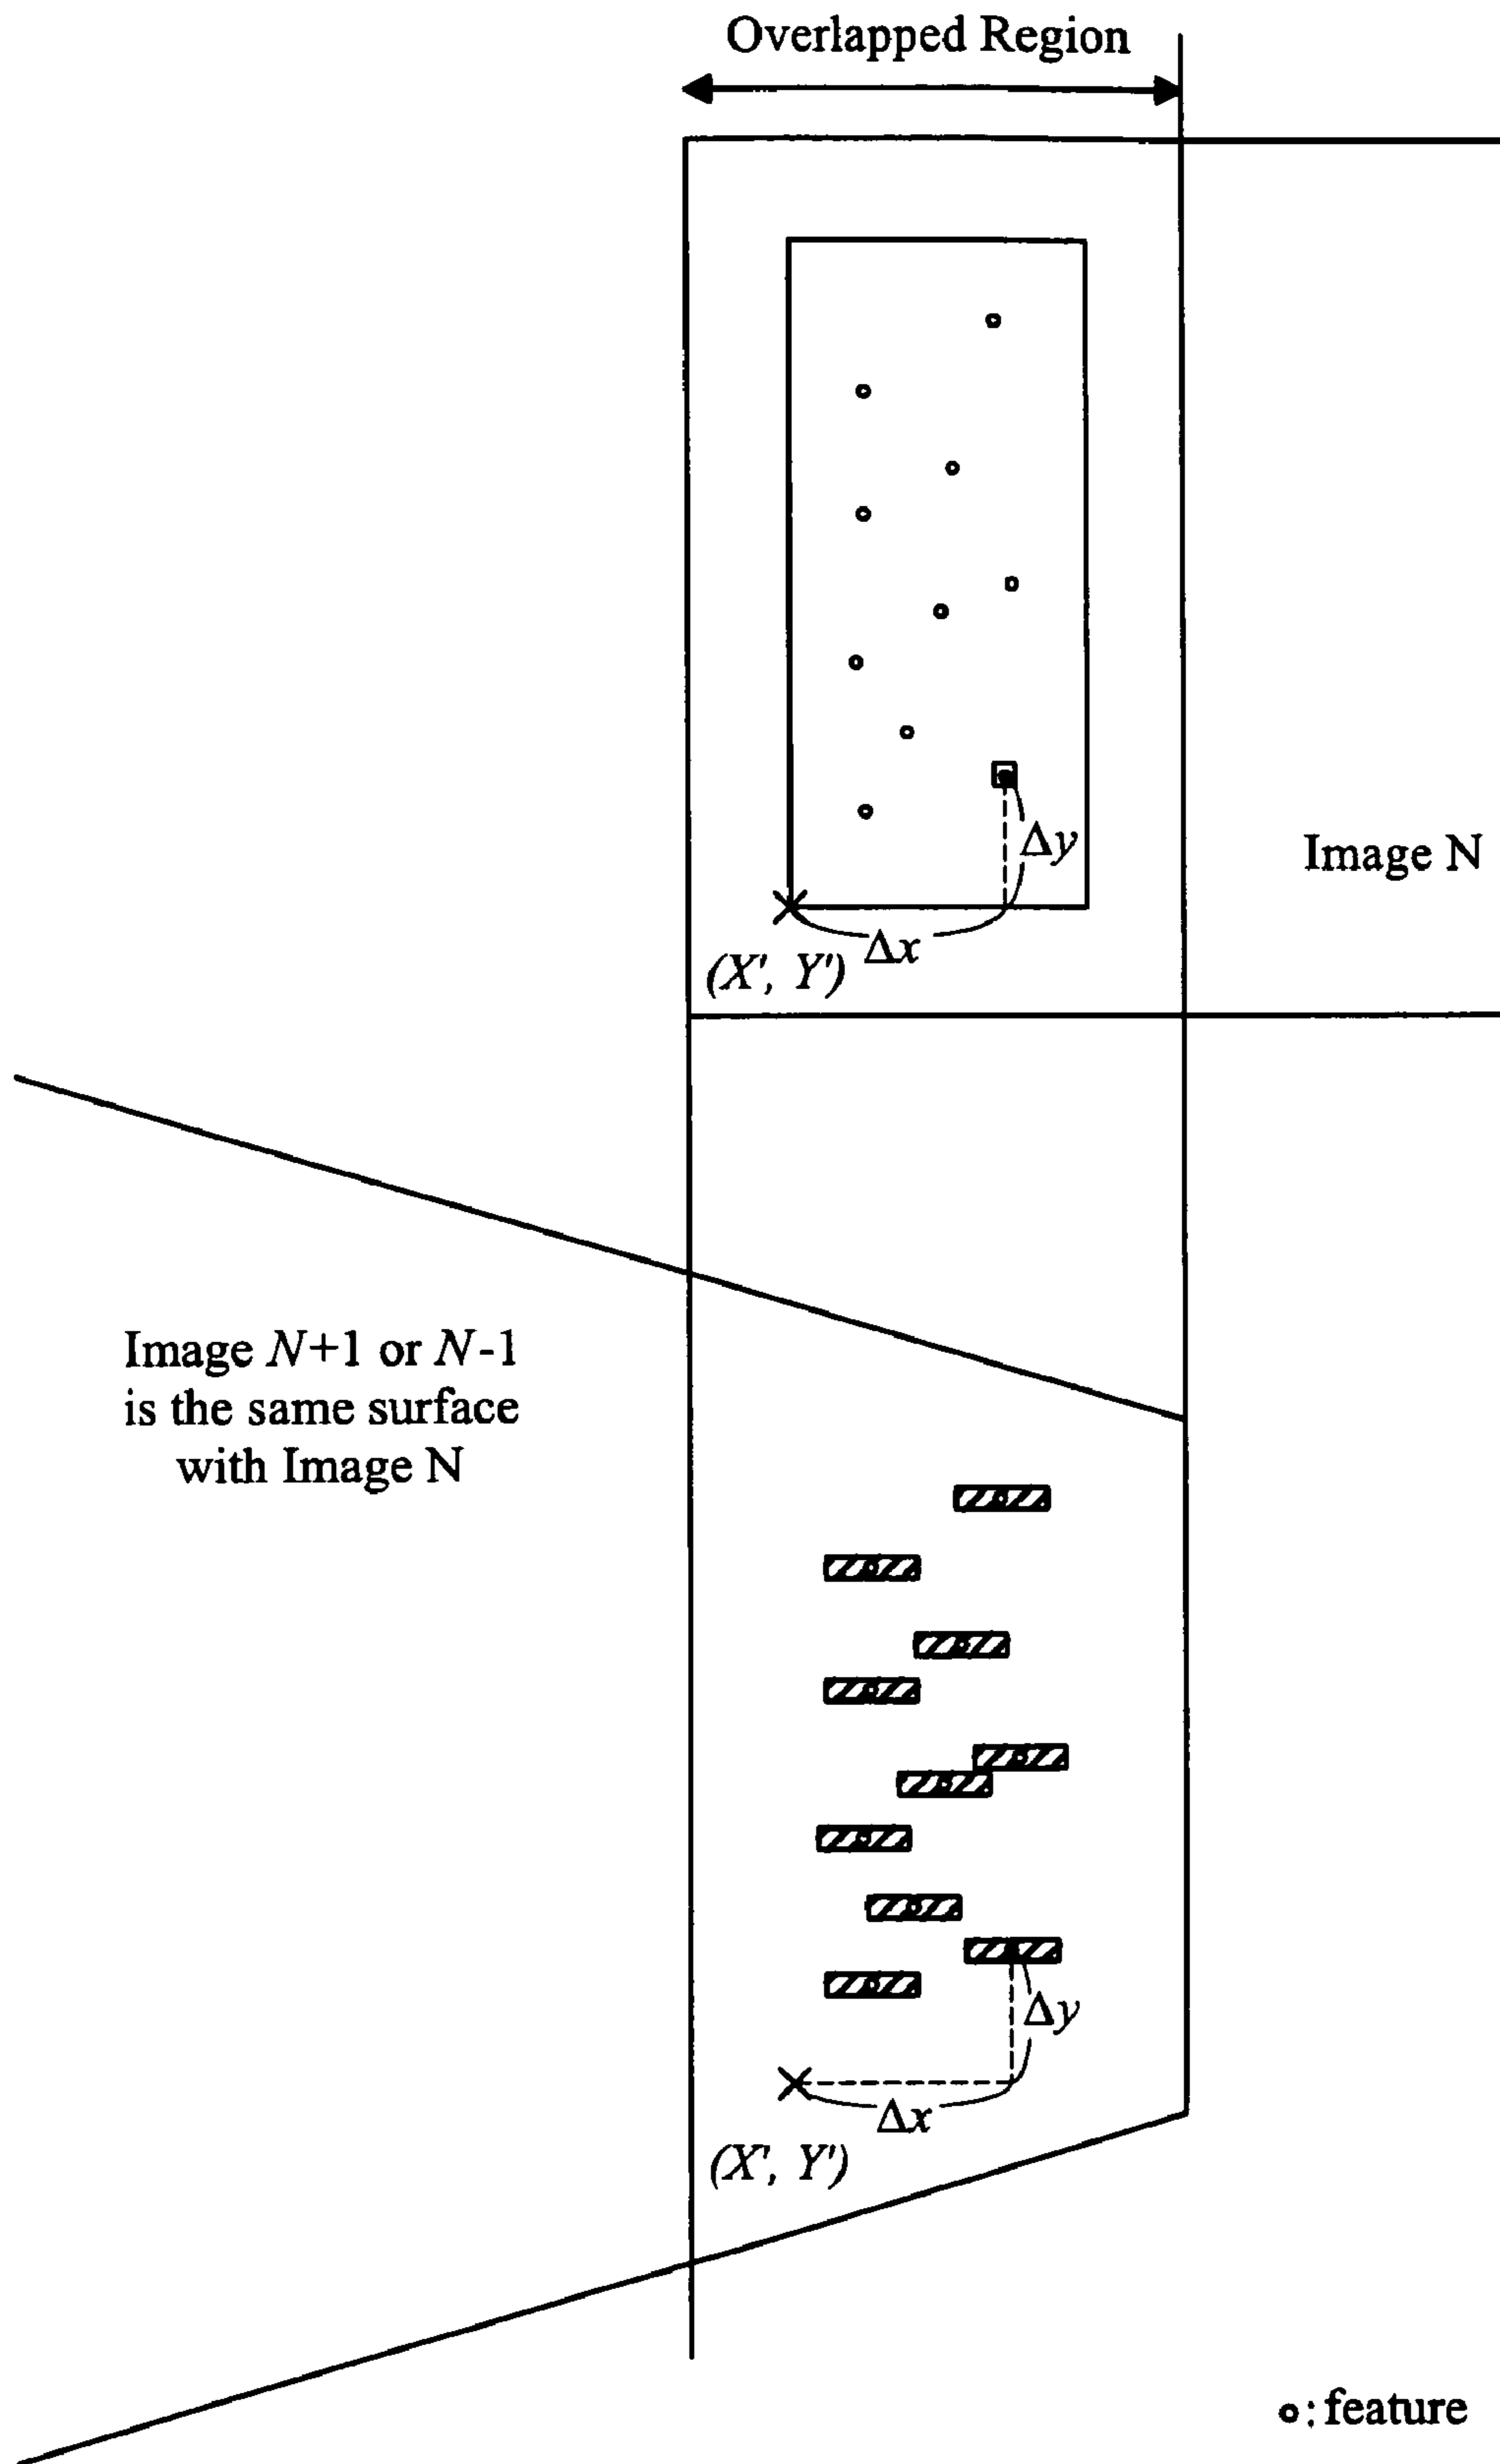 Overlapped Region
Δy
Image N
Δx
(X', Y')
Image N+1 or N-1
is the same surface
with Image N
Δy
Δx
(X', Y')
o: feature